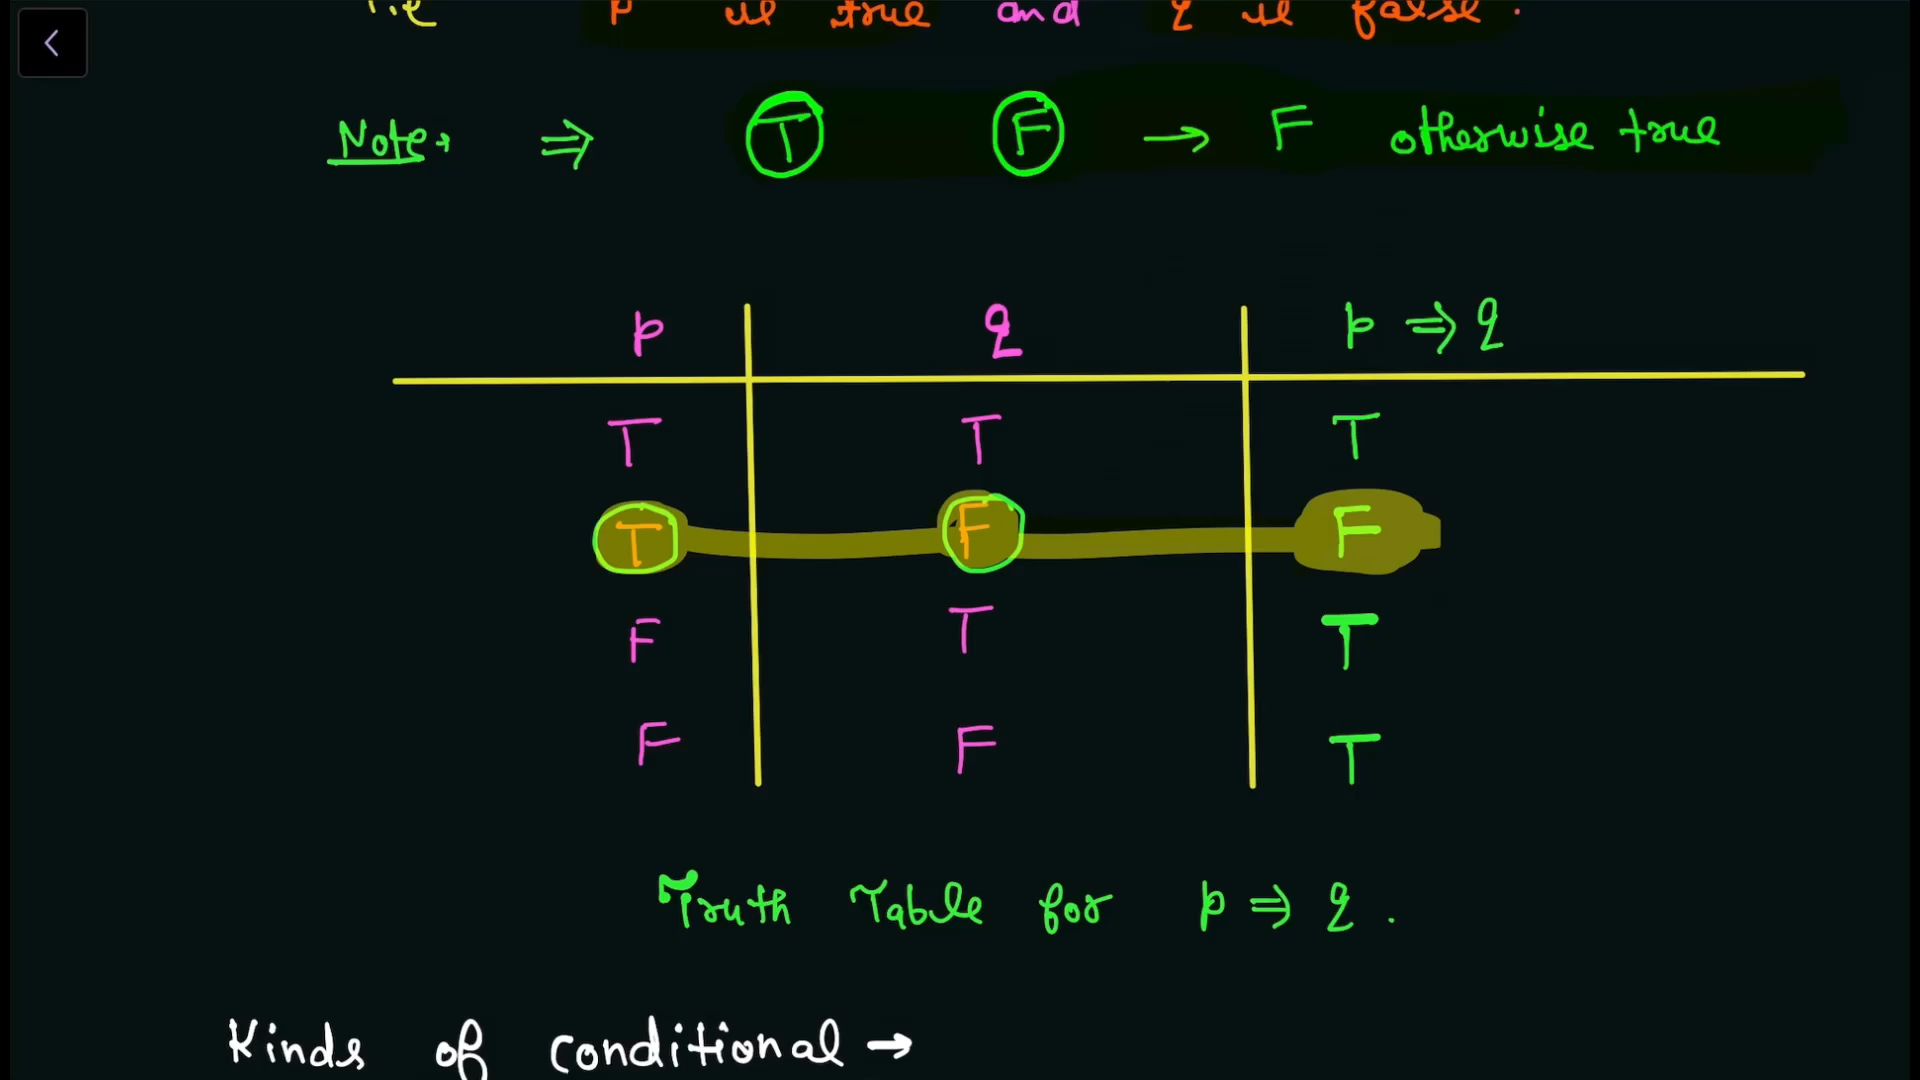 i.e p is true and q is false.
Note, ⇒ T F → F otherwise true
p q p ⇒ q
T T T
T F F
F T T
F F T
Truth Table for p ⇒ q .
Kinds of conditional →